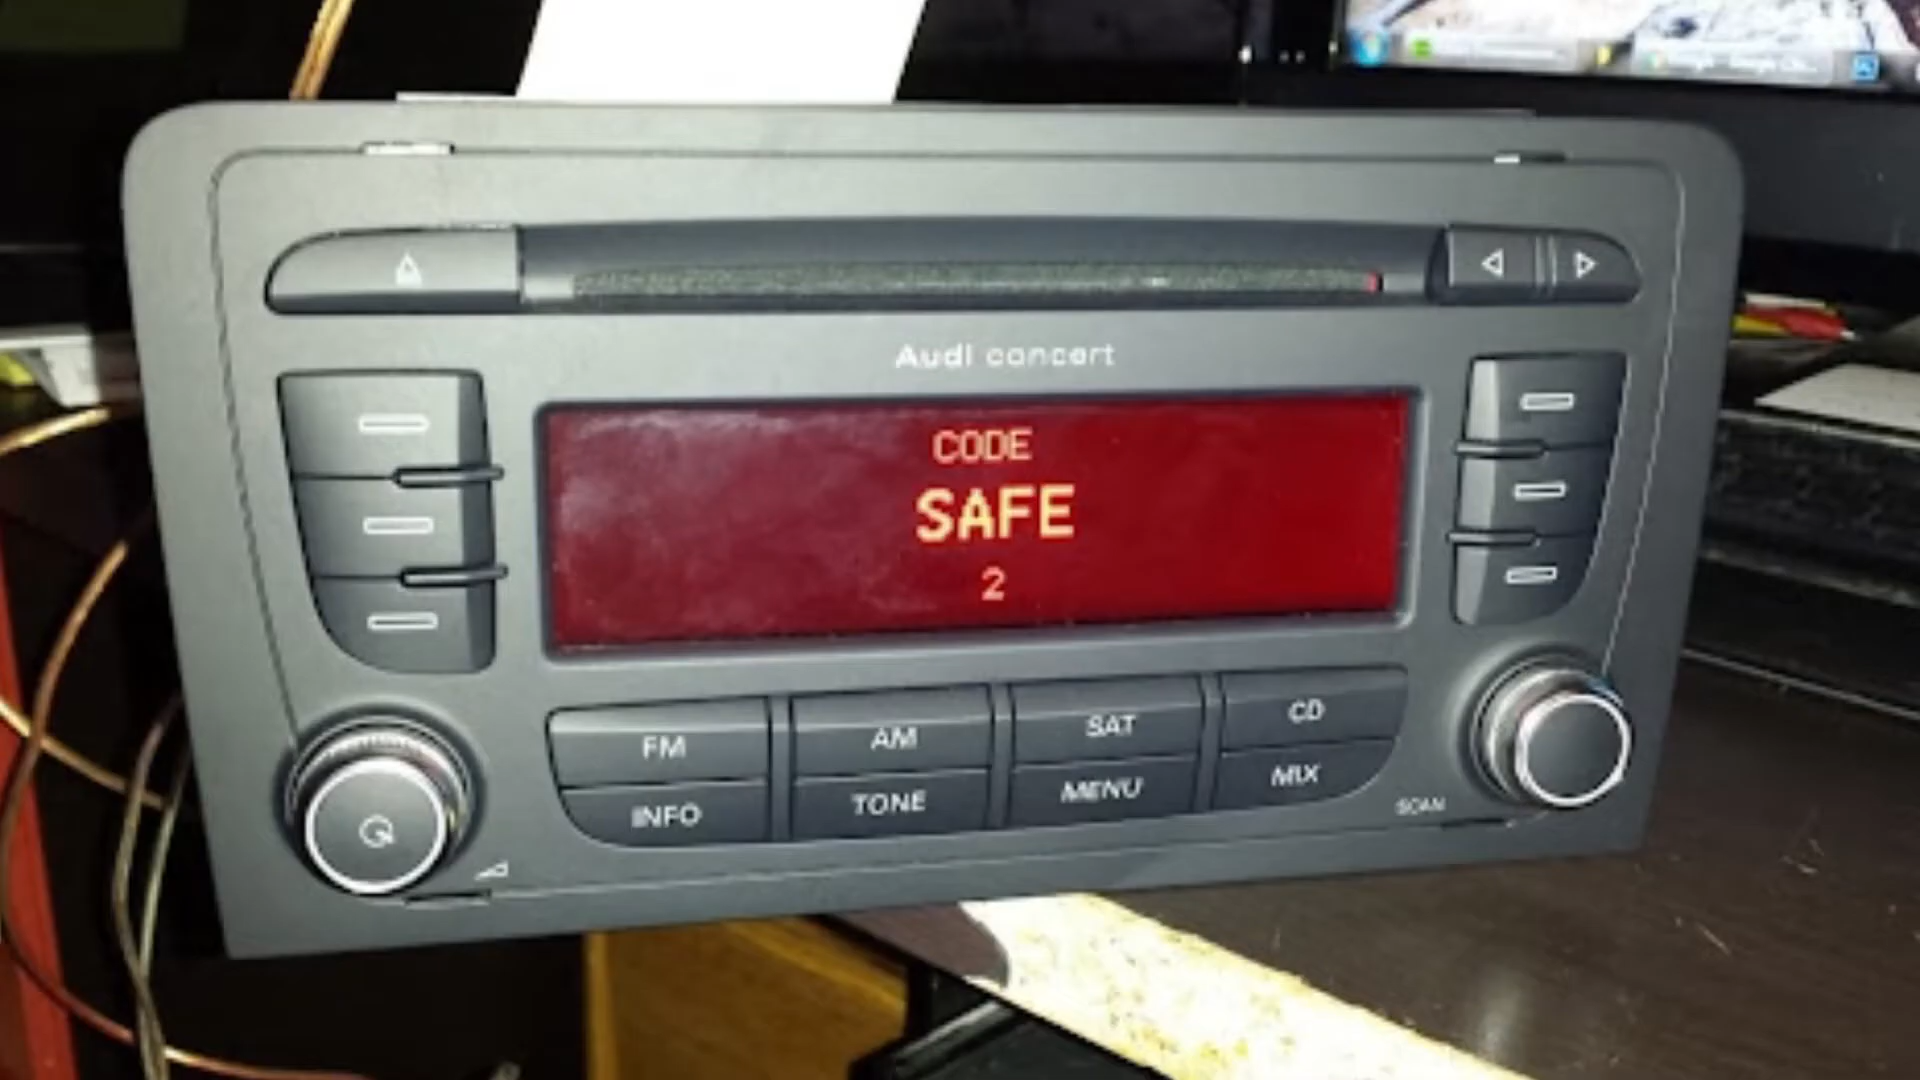 Audi concert
CODE
SAFE
2
FM
AM
SAT
CD
INFO
TONE
MENU
MIX
SCAN